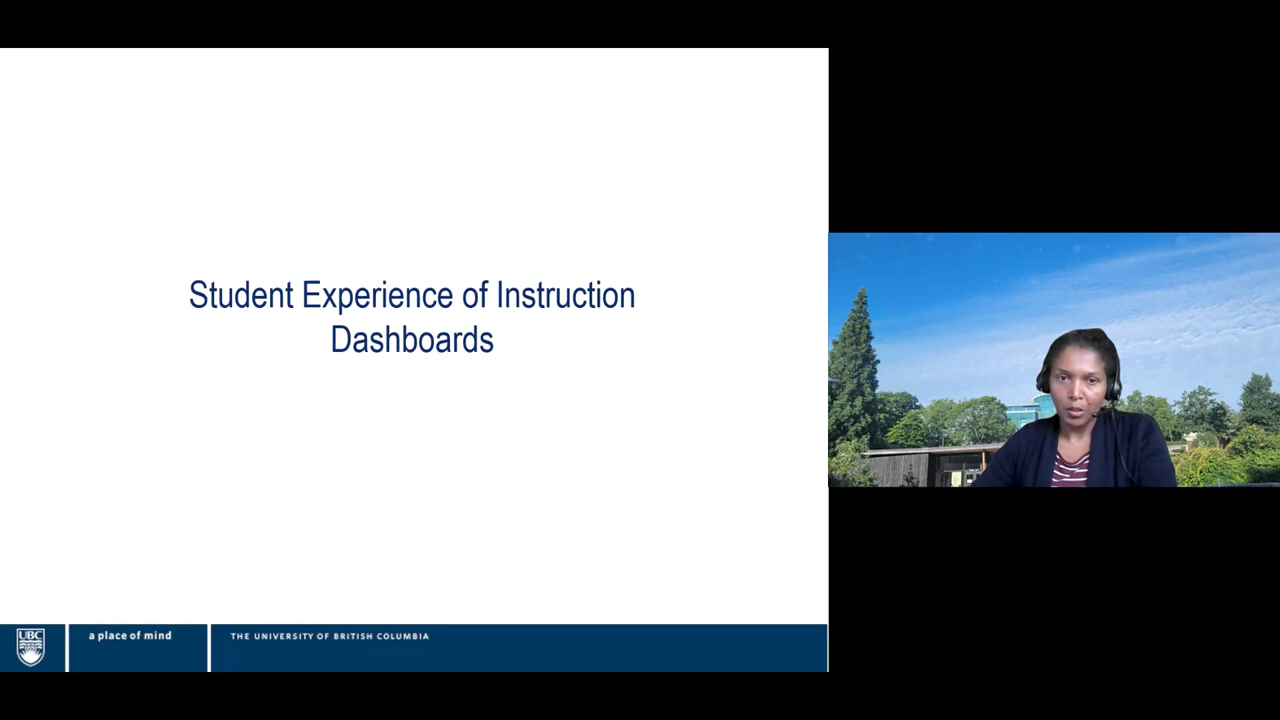 Student Experience of Instruction
Dashboards
UBC
a place of mind
THE UNIVERSITY OF BRITISH COLUMBIA